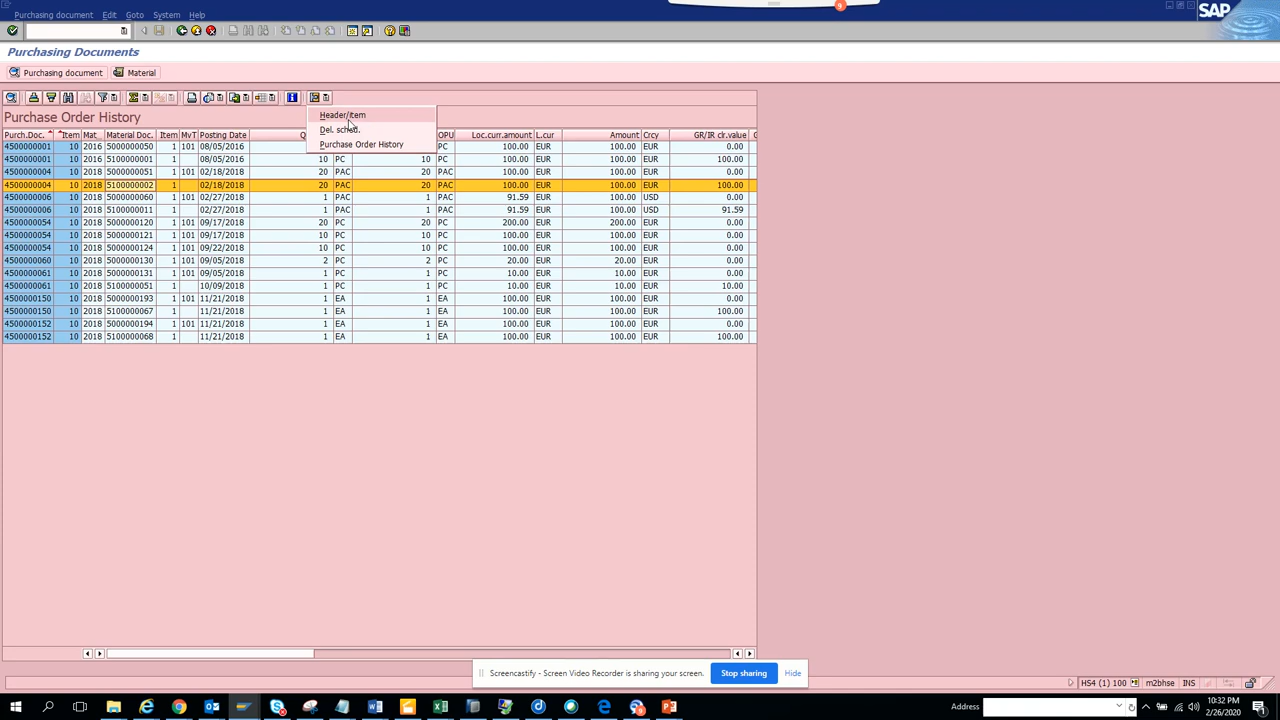 Purchasing document Edit Goto System Help
SAP
9
Purchasing Documents
Purchasing document Material
Purchase Order History
Header/Item
Del. sched.
Purchase Order History
Purch.Doc. Item Mat_ Material Doc. Item MvT Posting Date Q OPU Loc.curr.amount L.cur Amount Crcy GR/IR clr.value
4500000001 10 2016 5000000050 1 101 08/05/2016 PC 100.00 EUR 100.00 EUR 0.00
4500000001 10 2016 5100000001 1 08/05/2016 10 PC 10 PC 100.00 EUR 100.00 EUR 100.00
4500000004 10 2018 5000000051 1 101 02/18/2018 20 PAC 20 PAC 100.00 EUR 100.00 EUR 0.00
4500000004 10 2018 5100000002 1 02/18/2018 20 PAC 20 PAC 100.00 EUR 100.00 EUR 100.00
4500000006 10 2018 5000000060 1 101 02/27/2018 1 PAC 1 PAC 91.59 EUR 100.00 USD 0.00
4500000006 10 2018 5100000011 1 02/27/2018 1 PAC 1 PAC 91.59 EUR 100.00 USD 91.59
4500000054 10 2018 5000000120 1 101 09/17/2018 20 PC 20 PC 200.00 EUR 200.00 EUR 0.00
4500000054 10 2018 5000000121 1 101 09/17/2018 10 PC 10 PC 100.00 EUR 100.00 EUR 0.00
4500000054 10 2018 5000000124 1 101 09/22/2018 10 PC 10 PC 100.00 EUR 100.00 EUR 0.00
4500000060 10 2018 5000000130 1 101 09/05/2018 2 PC 2 PC 20.00 EUR 20.00 EUR 0.00
4500000061 10 2018 5000000131 1 101 09/05/2018 1 PC 1 PC 10.00 EUR 10.00 EUR 0.00
4500000061 10 2018 5100000051 1 10/09/2018 1 PC 1 PC 10.00 EUR 10.00 EUR 10.00
4500000150 10 2018 5000000193 1 101 11/21/2018 1 EA 1 EA 100.00 EUR 100.00 EUR 0.00
4500000150 10 2018 5100000067 1 11/21/2018 1 EA 1 EA 100.00 EUR 100.00 EUR 100.00
4500000152 10 2018 5000000194 1 101 11/21/2018 1 EA 1 EA 100.00 EUR 100.00 EUR 0.00
4500000152 10 2018 5100000068 1 11/21/2018 1 EA 1 EA 100.00 EUR 100.00 EUR 100.00
Screencastify - Screen Video Recorder is sharing your screen. Stop sharing Hide
HS4 (1) 100 m2bhse INS
Address
10:32 PM
2/26/2020